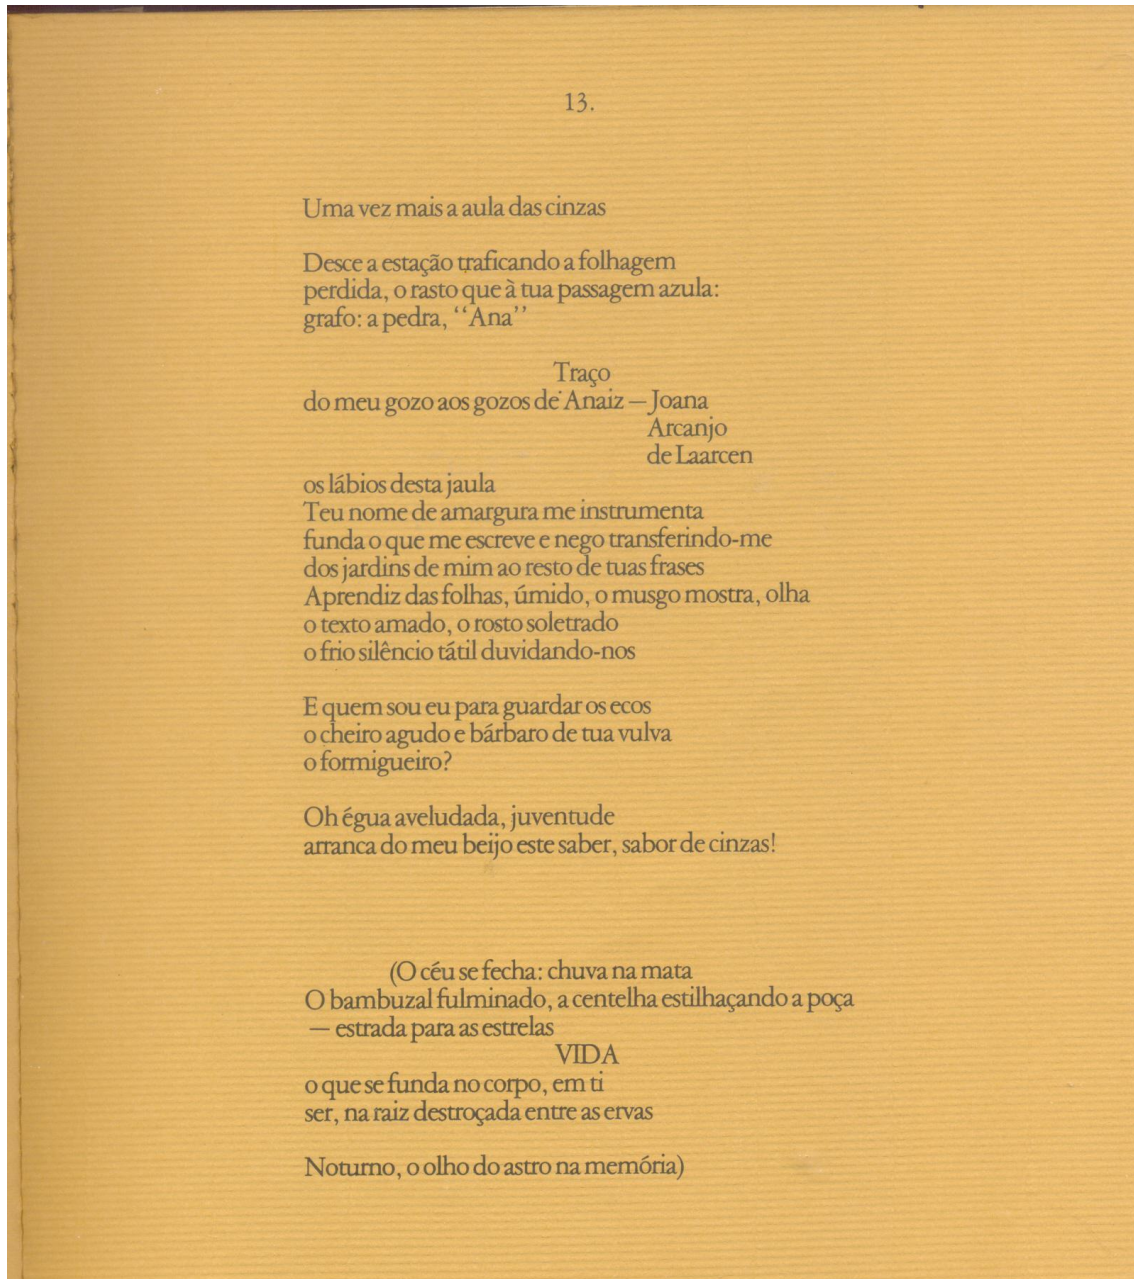 13.
Uma vez mais a aula das cinzas
Desce a estação traficando a folhagem
perdida, o rasto que à tua passagem azula:
grafo: a pedra, ‘‘Ana’’
Traço
do meu gozo aos gozos de Anaiz — Joana
Arcanjo
de Laarcen
os lábios desta jaula
Teu nome de amargura me instrumenta
funda o que me escreve e nego transferindo-me
dos jardins de mim ao resto de tuas frases
Aprendiz das folhas, úmido, o musgo mostra, olha
o texto amado, o rosto soletrado
o frio silêncio tátil duvidando-nos
E quem sou eu para guardar os ecos
o cheiro agudo e bárbaro de tua vulva
o formigueiro?
Oh égua aveludada, juventude
arranca do meu beijo este saber, sabor de cinzas!
(O céu se fecha: chuva na mata
O bambuzal fulminado, a centelha estilhaçando a poça
— estrada para as estrelas
VIDA
o que se funda no corpo, em ti
ser, na raiz destroçada entre as ervas
Noturno, o olho do astro na memória)